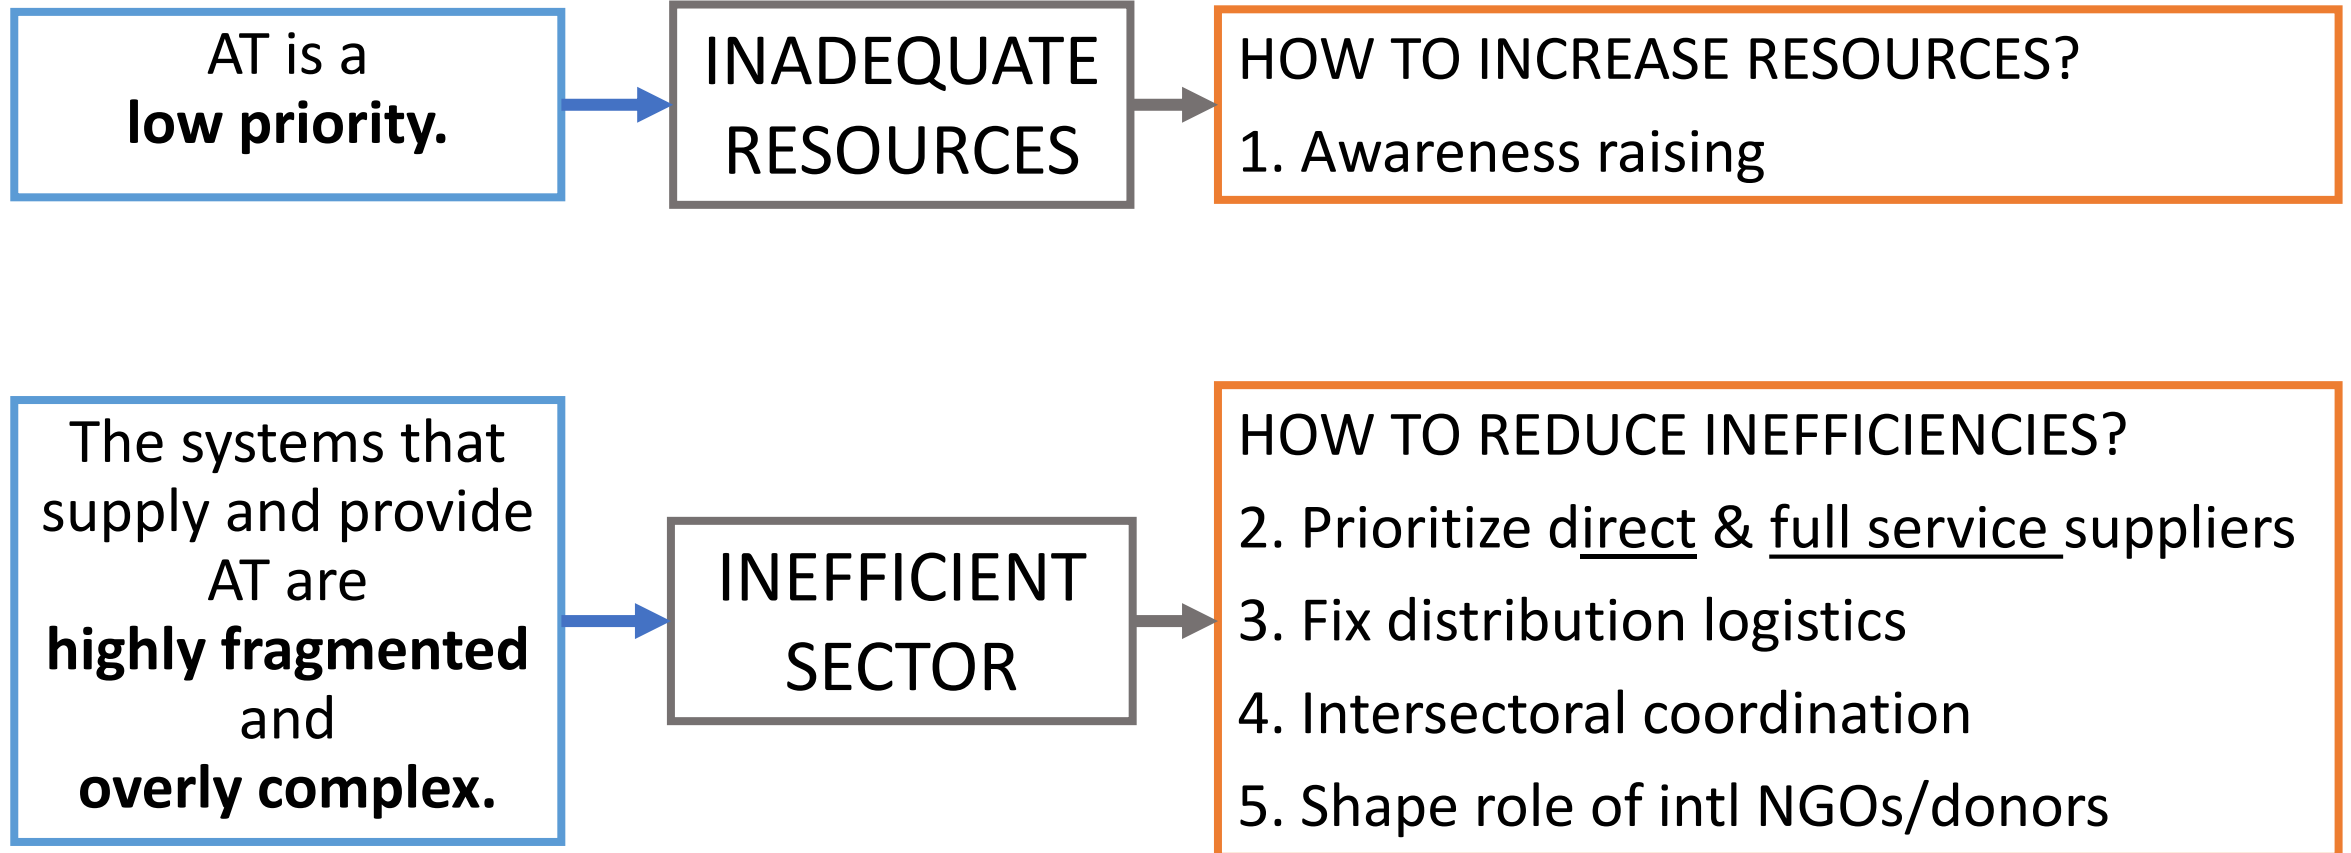 AT is a
low priority.
INADEQUATE
RESOURCES
HOW TO INCREASE RESOURCES?
1. Awareness raising
The systems that
supply and provide
AT are
highly fragmented
and
overly complex.
INEFFICIENT
SECTOR
HOW TO REDUCE INEFFICIENCIES?
2. Prioritize direct & full service suppliers
3. Fix distribution logistics
4. Intersectoral coordination
5. Shape role of intl NGOs/donors